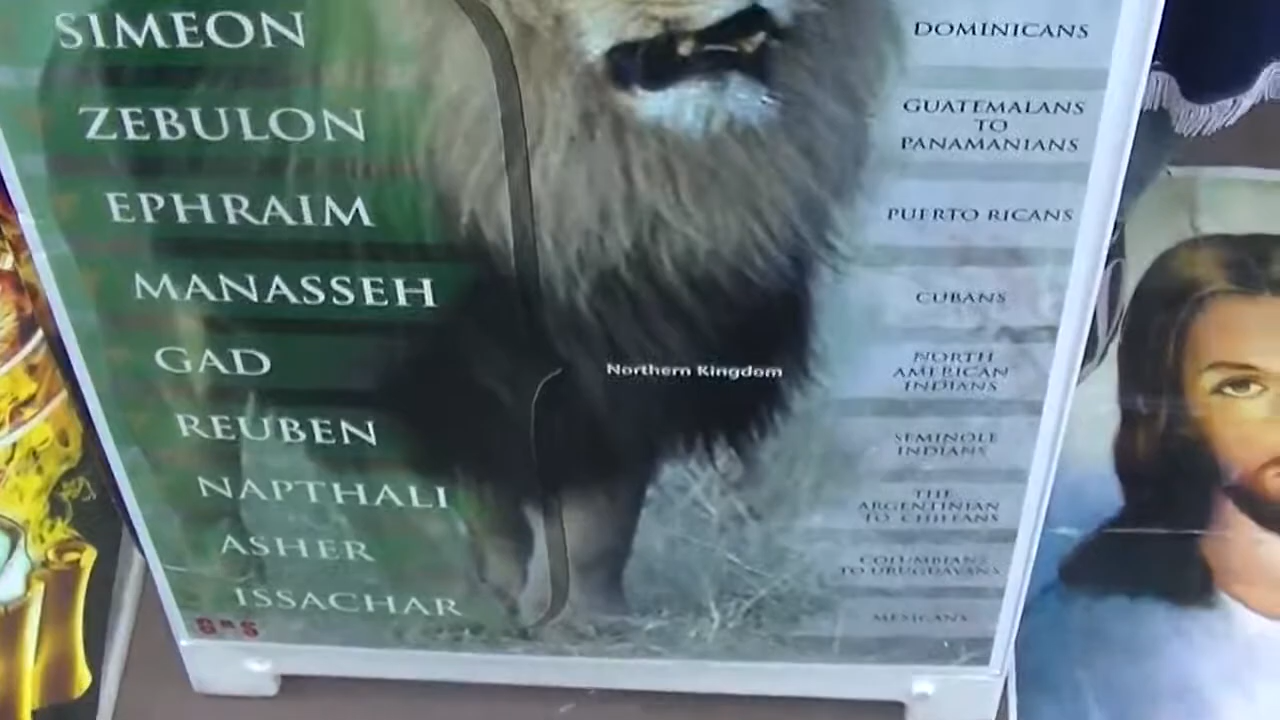 SIMEON
DOMINICANS
ZEBULON
GUATEMALANS
TO
PANAMANIANS
EPHRAIM
PUERTO RICANS
MANASSEH
CUBANS
GAD
Northern Kingdom
NORTH
AMERICAN
INDIANS
REUBEN
SEMINOLE
INDIANS
NAPTHALI
THE
ARGENTINIAN
TO CHILEANS
ASHER
COLUMBIANS
TO URUGUAYANS
ISSACHAR
MEXICANS
GMS